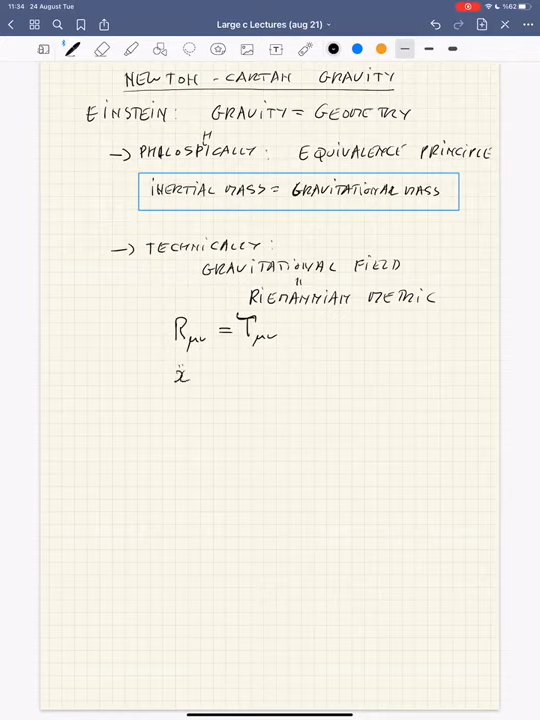 11:34 24 August Tue %62
Large c Lectures (aug 21)
NEWTON-CARTAN GRAVITY
EINSTEIN: GRAVITY = GEOMETRY
H
→ PHILOSPICALLY: EQUIVALENCE PRINCIPLE
INERTIAL MASS = GRAVITATIONAL MASS
→ TECHNICALLY:
GRAVITATIONAL FIELD
"
RIEMANNIAN METRIC
Rμν = Tμν
ẍ